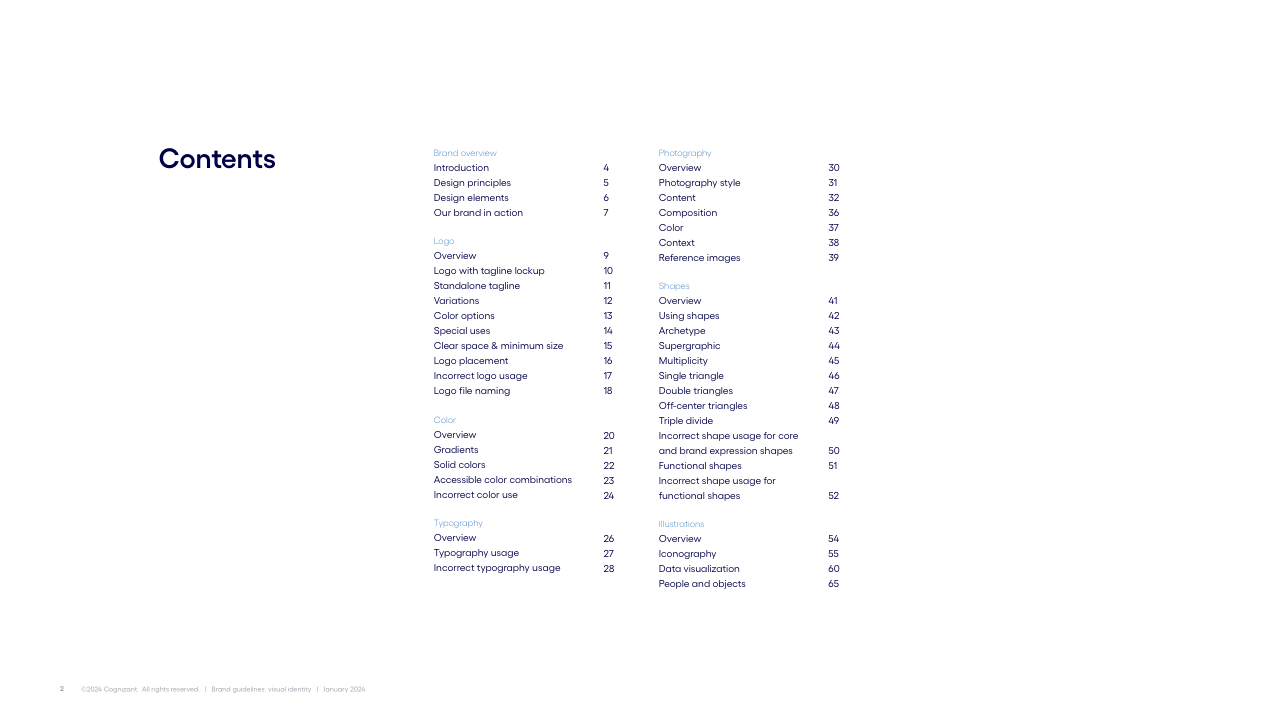 Contents
Brand overview
Introduction 4
Design principles 5
Design elements 6
Our brand in action 7
Logo
Overview 9
Logo with tagline lockup 10
Standalone tagline 11
Variations 12
Color options 13
Special uses 14
Clear space & minimum size 15
Logo placement 16
Incorrect logo usage 17
Logo file naming 18
Color
Overview 20
Gradients 21
Solid colors 22
Accessible color combinations 23
Incorrect color use 24
Typography
Overview 26
Typography usage 27
Incorrect typography usage 28
Photography
Overview 30
Photography style 31
Content 32
Composition 36
Color 37
Context 38
Reference images 39
Shapes
Overview 41
Using shapes 42
Archetype 43
Supergraphic 44
Multiplicity 45
Single triangle 46
Double triangles 47
Off-center triangles 48
Triple divide 49
Incorrect shape usage for core
and brand expression shapes 50
Functional shapes 51
Incorrect shape usage for
functional shapes 52
Illustrations
Overview 54
Iconography 55
Data visualization 60
People and objects 65
2 ©2024 Cognizant. All rights reserved. | Brand guidelines: visual identity | January 2024